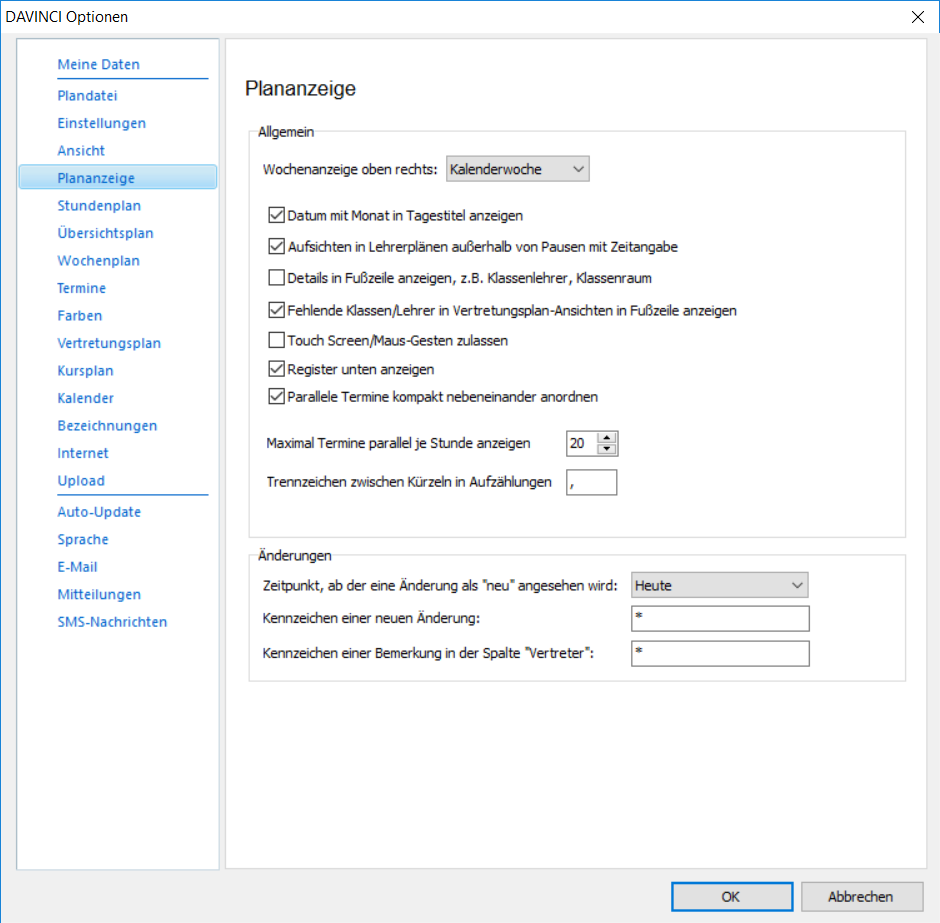 DAVINCI Optionen
Meine Daten
Plandatei
Einstellungen
Ansicht
Plananzeige
Stundenplan
Übersichtsplan
Wochenplan
Termine
Farben
Vertretungsplan
Kursplan
Kalender
Bezeichnungen
Internet
Upload
Auto-Update
Sprache
E-Mail
Mitteilungen
SMS-Nachrichten
Plananzeige
Allgemein
Wochenanzeige oben rechts: Kalenderwoche
Datum mit Monat in Tagestitel anzeigen
Aufsichten in Lehrerplänen außerhalb von Pausen mit Zeitangabe
Details in Fußzeile anzeigen, z.B. Klassenlehrer, Klassenraum
Fehlende Klassen/Lehrer in Vertretungsplan-Ansichten in Fußzeile anzeigen
Touch Screen/Maus-Gesten zulassen
Register unten anzeigen
Parallele Termine kompakt nebeneinander anordnen
Maximal Termine parallel je Stunde anzeigen 20
Trennzeichen zwischen Kürzeln in Aufzählungen ,
Änderungen
Zeitpunkt, ab der eine Änderung als "neu" angesehen wird: Heute
Kennzeichen einer neuen Änderung: *
Kennzeichen einer Bemerkung in der Spalte "Vertreter": *
OK Abbrechen